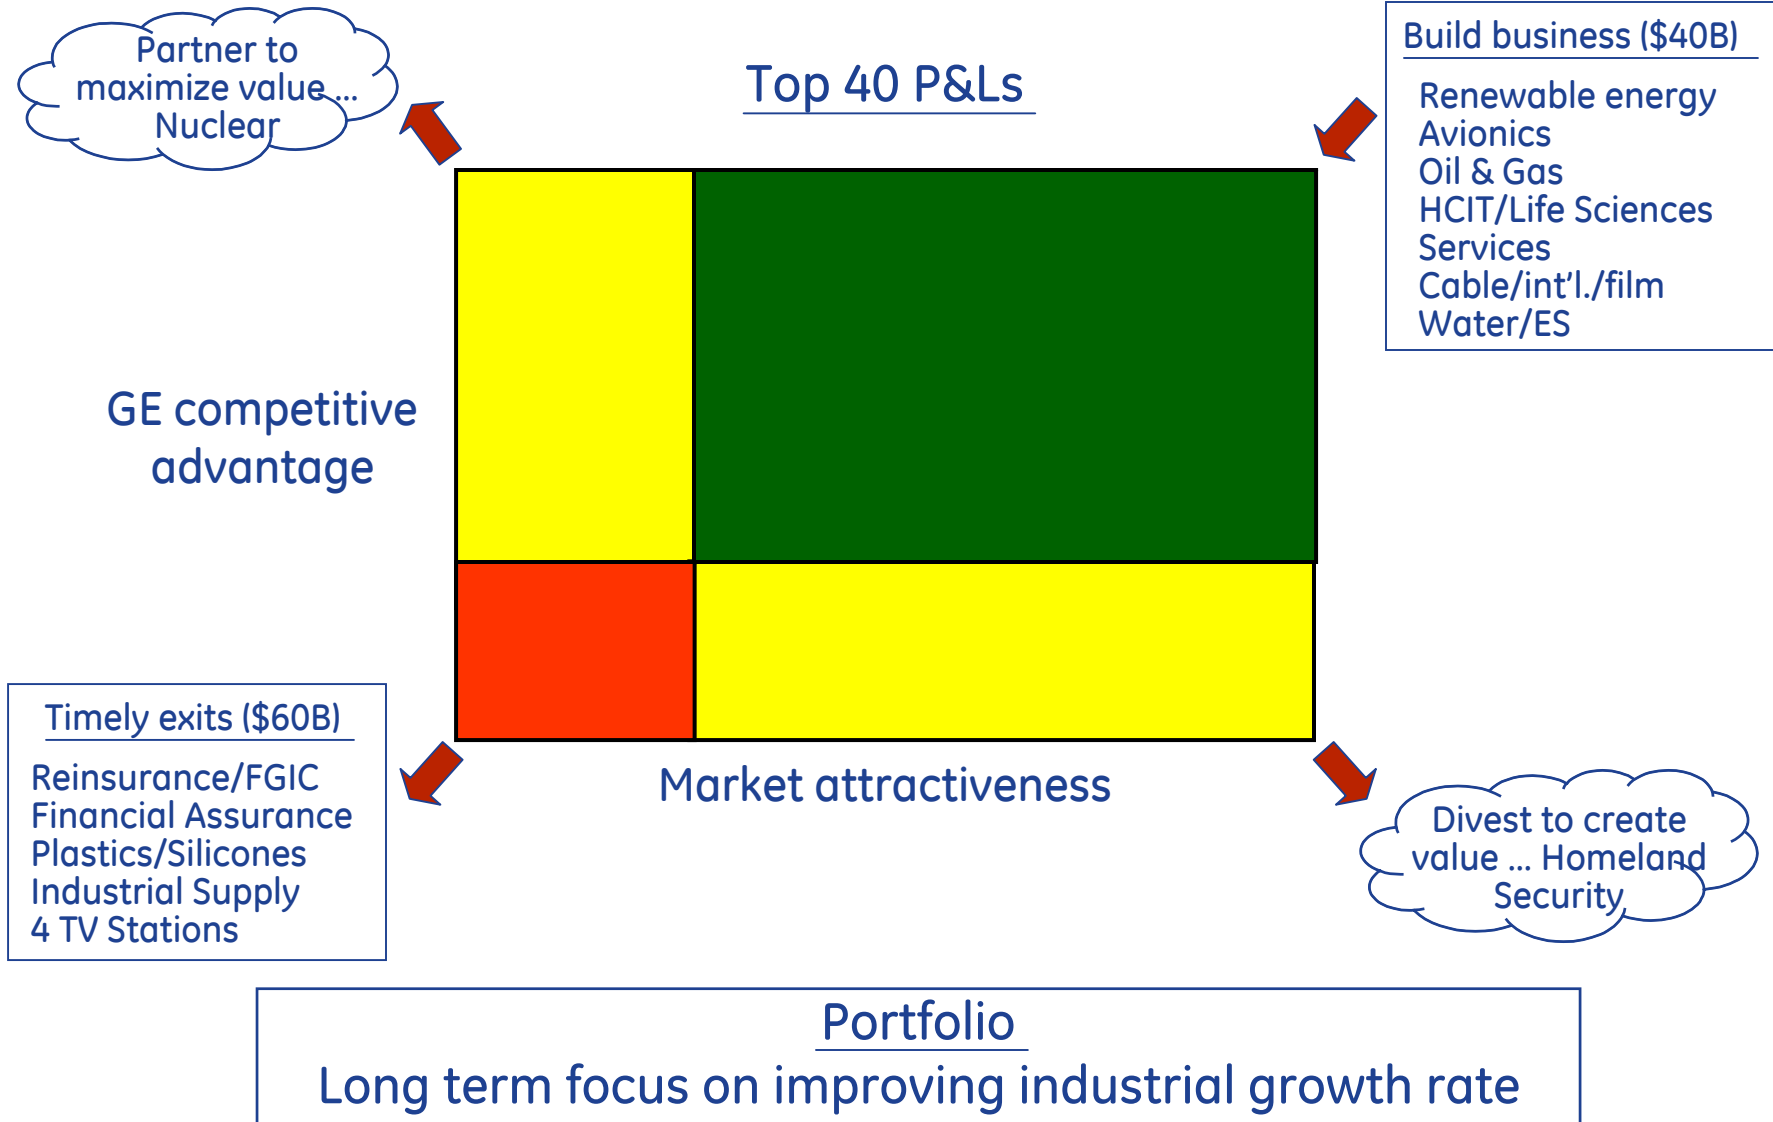 Partner to
maximize value ...
Nuclear
Top 40 P&Ls
Build business ($40B)
Renewable energy
Avionics
Oil & Gas
HCIT/Life Sciences
Services
Cable/int’l./film
Water/ES
GE competitive
advantage
Timely exits ($60B)
Reinsurance/FGIC
Financial Assurance
Plastics/Silicones
Industrial Supply
4 TV Stations
Market attractiveness
Divest to create
value ... Homeland
Security
Portfolio
Long term focus on improving industrial growth rate